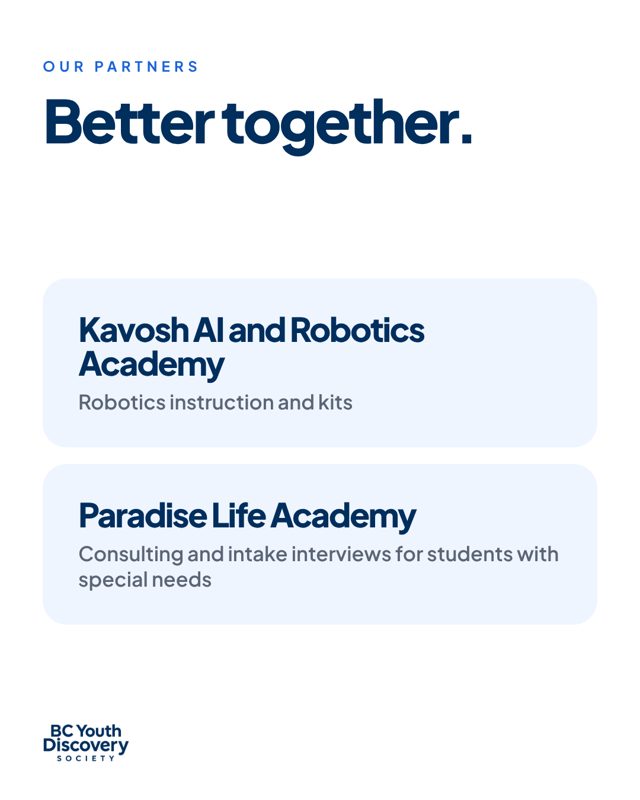 OUR PARTNERS
Better together.
Kavosh AI and Robotics
Academy
Robotics instruction and kits
Paradise Life Academy
Consulting and intake interviews for students with
special needs
BC Youth
Discovery
SOCIETY